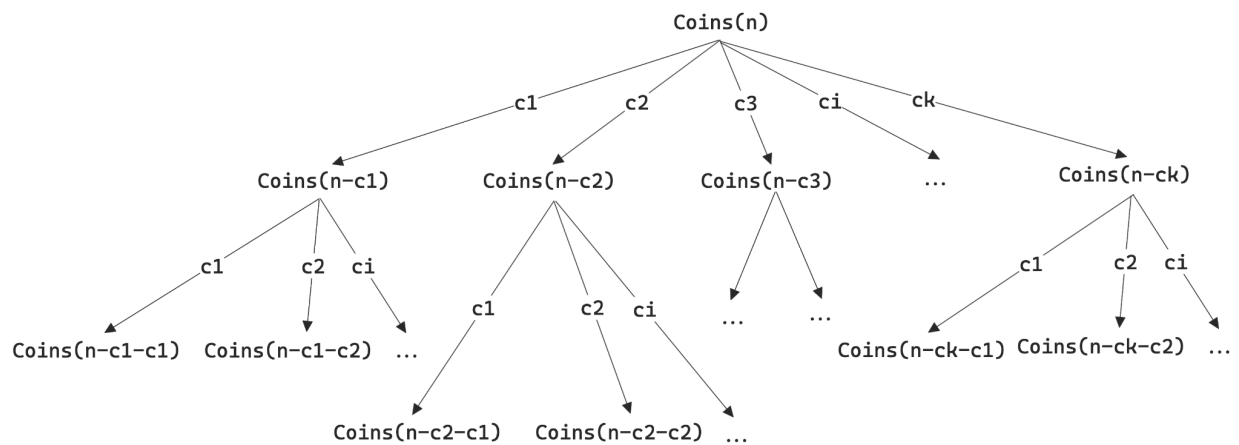 Coins(n)
c1 c2 c3 ci ck
Coins(n-c1) Coins(n-c2) Coins(n-c3) ... Coins(n-ck)
c1 c2 ci c1 c2 ci
c1 c2 ci ... ...
Coins(n-c1-c1) Coins(n-c1-c2) ... Coins(n-ck-c1) Coins(n-ck-c2) ...
Coins(n-c2-c1) Coins(n-c2-c2) ...